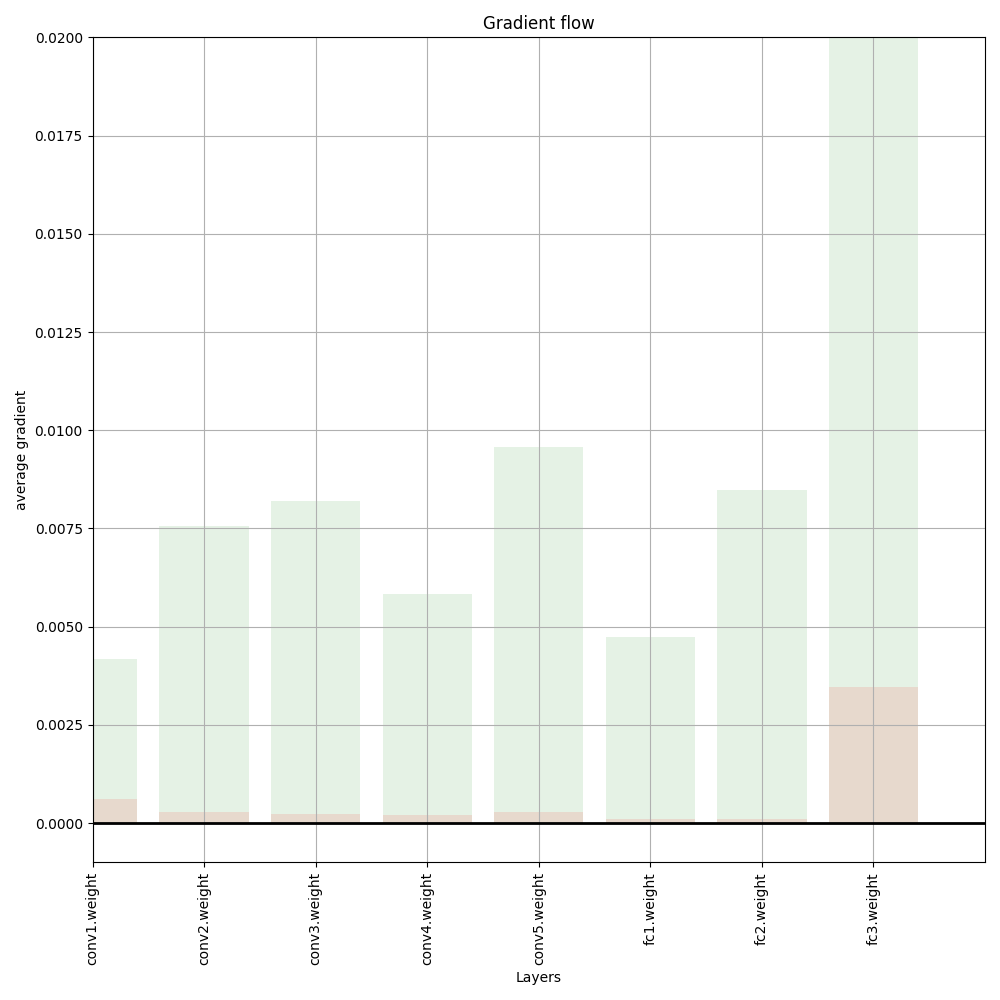 Gradient flow
0.0200
0.0175
0.0150
0.0125
0.0100
0.0075
0.0050
0.0025
0.0000
average gradient
conv1.weight
conv2.weight
conv3.weight
conv4.weight
conv5.weight
fc1.weight
fc2.weight
fc3.weight
Layers